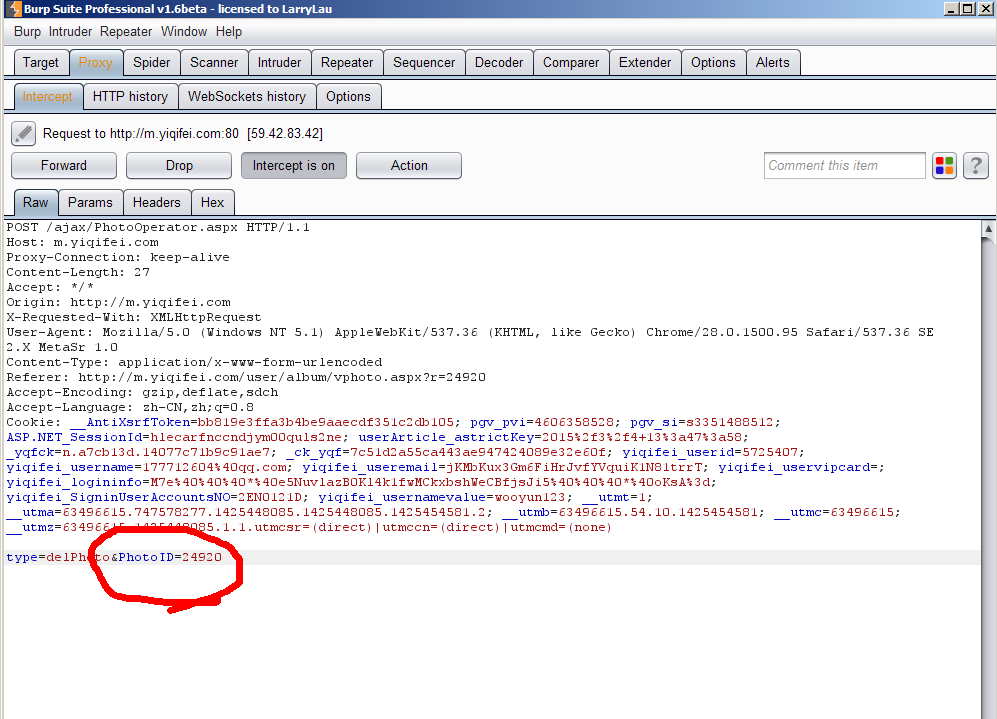 Burp Suite Professional v1.6beta - licensed to LarryLau
Burp Intruder Repeater Window Help
Target Proxy Spider Scanner Intruder Repeater Sequencer Decoder Comparer Extender Options Alerts
Intercept HTTP history WebSockets history Options
Request to http://m.yiqifei.com:80 [59.42.83.42]
Forward Drop Intercept is on Action Comment this item ?
Raw Params Headers Hex
POST /ajax/PhotoOperator.aspx HTTP/1.1
Host: m.yiqifei.com
Proxy-Connection: keep-alive
Content-Length: 27
Accept: */*
Origin: http://m.yiqifei.com
X-Requested-With: XMLHttpRequest
User-Agent: Mozilla/5.0 (Windows NT 5.1) AppleWebKit/537.36 (KHTML, like Gecko) Chrome/28.0.1500.95 Safari/537.36 SE
2.X MetaSr 1.0
Content-Type: application/x-www-form-urlencoded
Referer: http://m.yiqifei.com/user/album/vphoto.aspx?r=24920
Accept-Encoding: gzip,deflate,sdch
Accept-Language: zh-CN,zh;q=0.8
Cookie: __AntiXsrfToken=bb819e3ffa3b4be9aaecdf351c2db105; pgv_pvi=4606358528; pgv_si=s3351488512;
ASP.NET_SessionId=hlecarfnccndjym00quls2ne; userArticle_astrictKey=2015%2f3%2f4+13%3a47%3a58;
_yqfck=n.a7cb13d.14077c71b9c91ae7; _ck_yqf=7c51d2a55ca443ae947424089e32e60f; yiqifei_userid=5725407;
yiqifei_username=177712604%40qq.com; yiqifei_useremail=jKMbKux3Gm6FiHrJvfYVquiK1N81trrT; yiqifei_uservipcard=;
yiqifei_logininfo=M7e%40%40%40*%40e5NuvlazB0Kl4k1fwMCkxbshWeCBfjsJi5%40%40%40*%40oKsA%3d;
yiqifei_SigninUserAccountsNO=2EN0121D; yiqifei_usernamevalue=wooyun123; __utmt=1;
__utma=63496615.747578277.1425448085.1425448085.1425454581.2; __utmb=63496615.54.10.1425454581; __utmc=63496615;
__utmz=63496615.1425448085.1.1.utmcsr=(direct)|utmccn=(direct)|utmcmd=(none)
type=delPhoto&PhotoID=24920